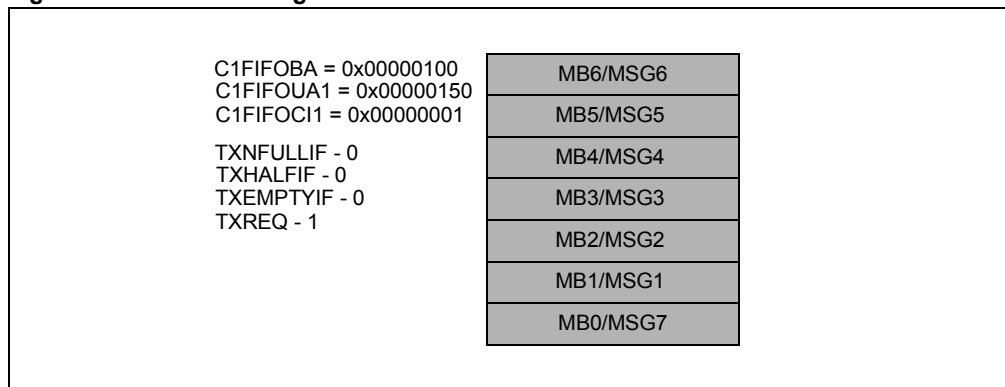 C1FIFOBA = 0x00000100
C1FIFOUA1 = 0x00000150
C1FIFOCI1 = 0x00000001
TXNFULLIF - 0
TXHALFIF - 0
TXEMPTYIF - 0
TXREQ - 1
MB6/MSG6
MB5/MSG5
MB4/MSG4
MB3/MSG3
MB2/MSG2
MB1/MSG1
MB0/MSG7